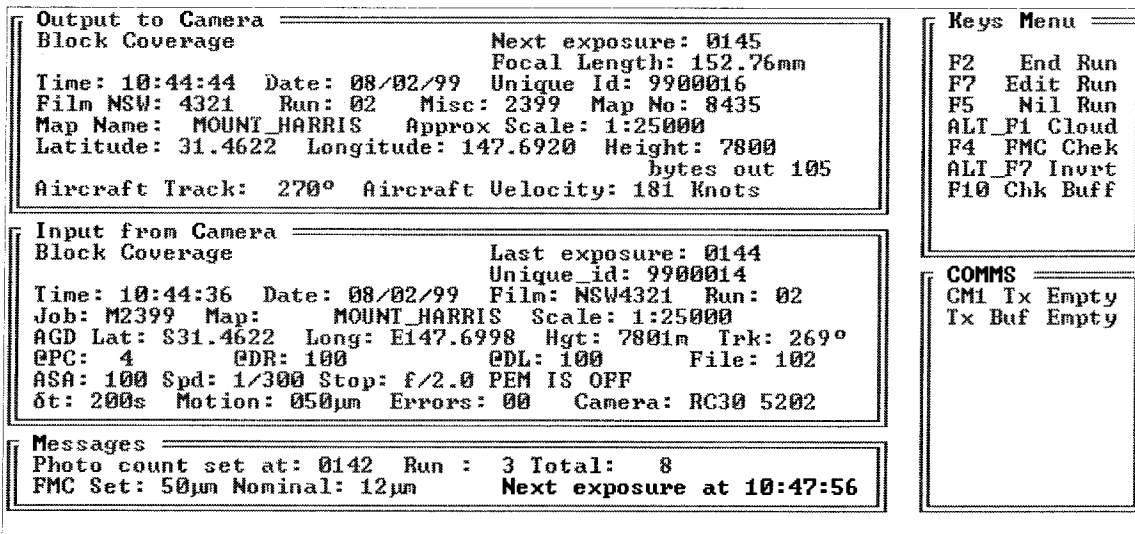 Output to Camera
Block Coverage Next exposure: 0145
Focal Length: 152.76mm
Time: 10:44:44 Date: 08/02/99 Unique Id: 9900016
Film NSW: 4321 Run: 02 Misc: 2399 Map No: 8435
Map Name: MOUNT_HARRIS Approx Scale: 1:25000
Latitude: 31.4622 Longitude: 147.6920 Height: 7800
bytes out 105
Aircraft Track: 270º Aircraft Velocity: 181 Knots
Input from Camera
Block Coverage Last exposure: 0144
Unique_id: 9900014
Time: 10:44:36 Date: 08/02/99 Film: NSW4321 Run: 02
Job: M2399 Map: MOUNT_HARRIS Scale: 1:25000
AGD Lat: S31.4622 Long: E147.6998 Hgt: 7801m Trk: 269º
@PC: 4 @DR: 100 @DL: 100 File: 102
ASA: 100 Spd: 1/300 Stop: f/2.0 PEM IS OFF
δt: 200s Motion: 050µm Errors: 00 Camera: RC30 5202
Messages
Photo count set at: 0142 Run : 3 Total: 8
FMC Set: 50µm Nominal: 12µm Next exposure at 10:47:56
Keys Menu
F2 End Run
F7 Edit Run
F5 Nil Run
ALT_F1 Cloud
F4 FMC Chek
ALT_F7 Invrt
F10 Chk Buff
COMMS
CM1 Tx Empty
Tx Buf Empty